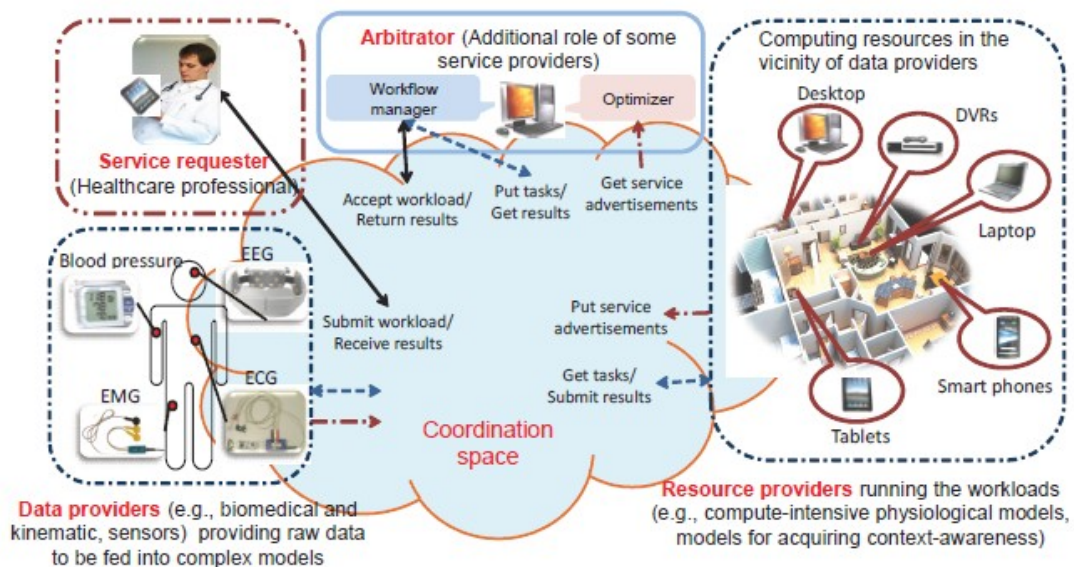 Service requester
(Healthcare professional)
Arbitrator (Additional role of some
service providers)
Workflow
manager
Optimizer
Accept workload/
Return results
Put tasks/
Get results
Get service
advertisements
Computing resources in the
vicinity of data providers
Desktop
DVRs
Laptop
Smart phones
Tablets
Blood pressure
EEG
EMG
ECG
Submit workload/
Receive results
Put service
advertisements
Get tasks/
Submit results
Coordination
space
Data providers (e.g., biomedical and
kinematic, sensors) providing raw data
to be fed into complex models
Resource providers running the workloads
(e.g., compute-intensive physiological models,
models for acquiring context-awareness)